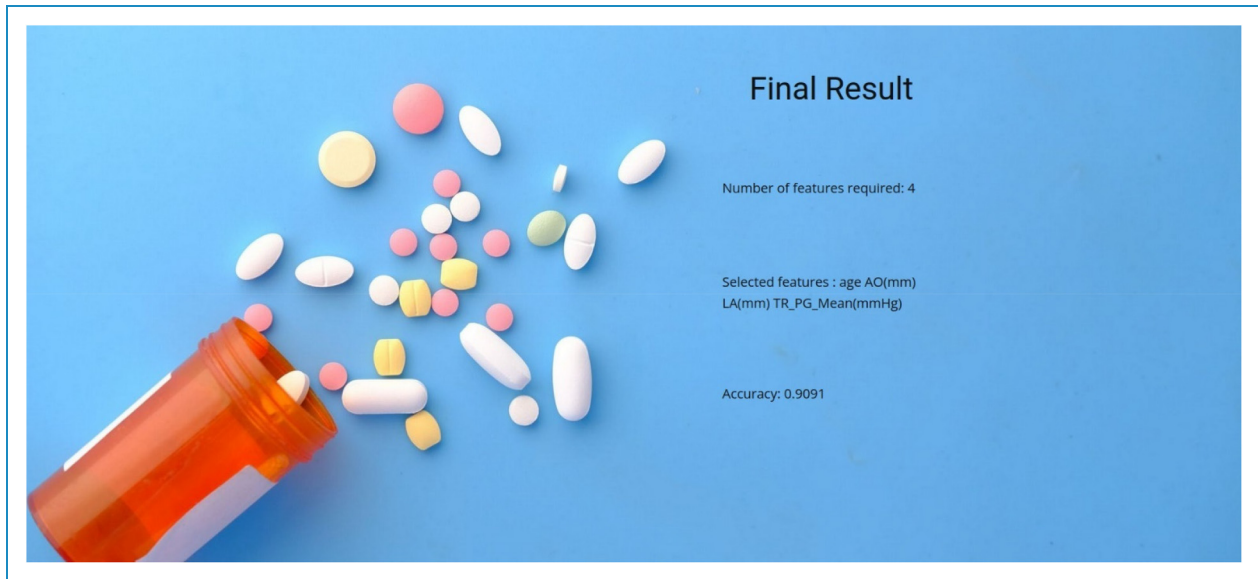 Final Result
Number of features required: 4
Selected features : age AO(mm)
LA(mm) TR_PG_Mean(mmHg)
Accuracy: 0.9091